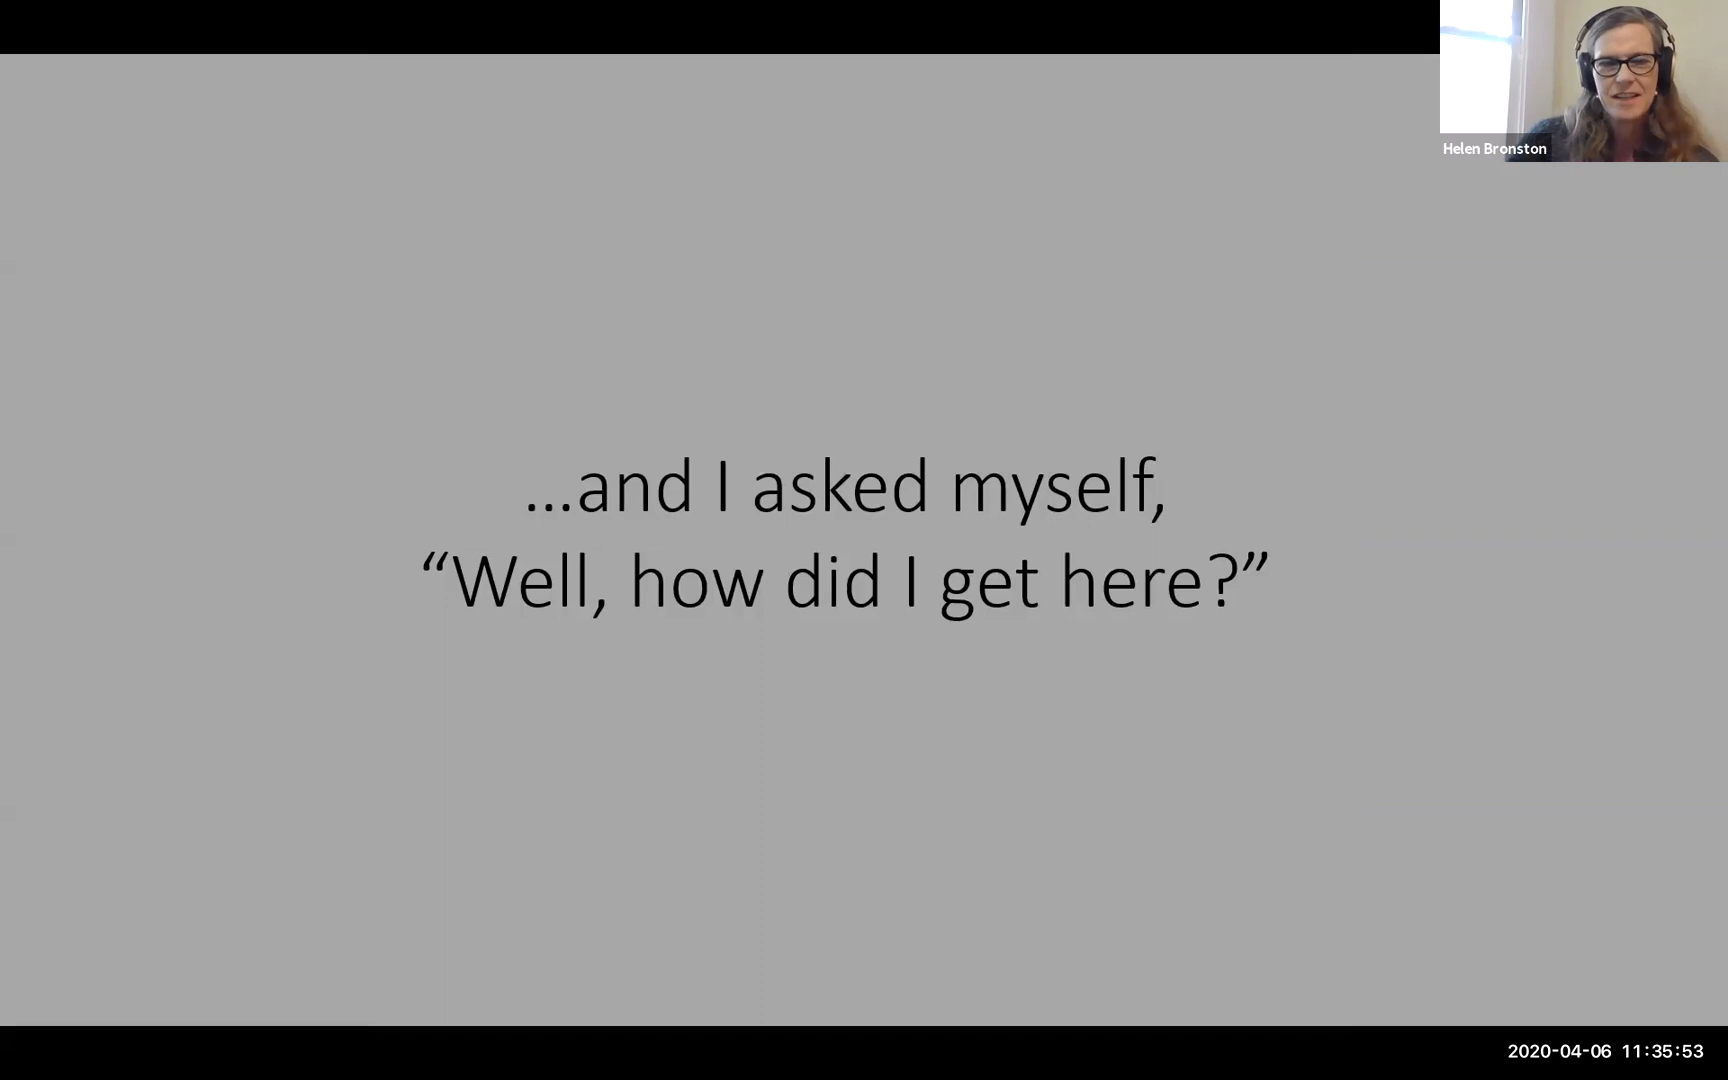 Helen Bronston
...and I asked myself,
“Well, how did I get here?”
2020-04-06 11:35:53